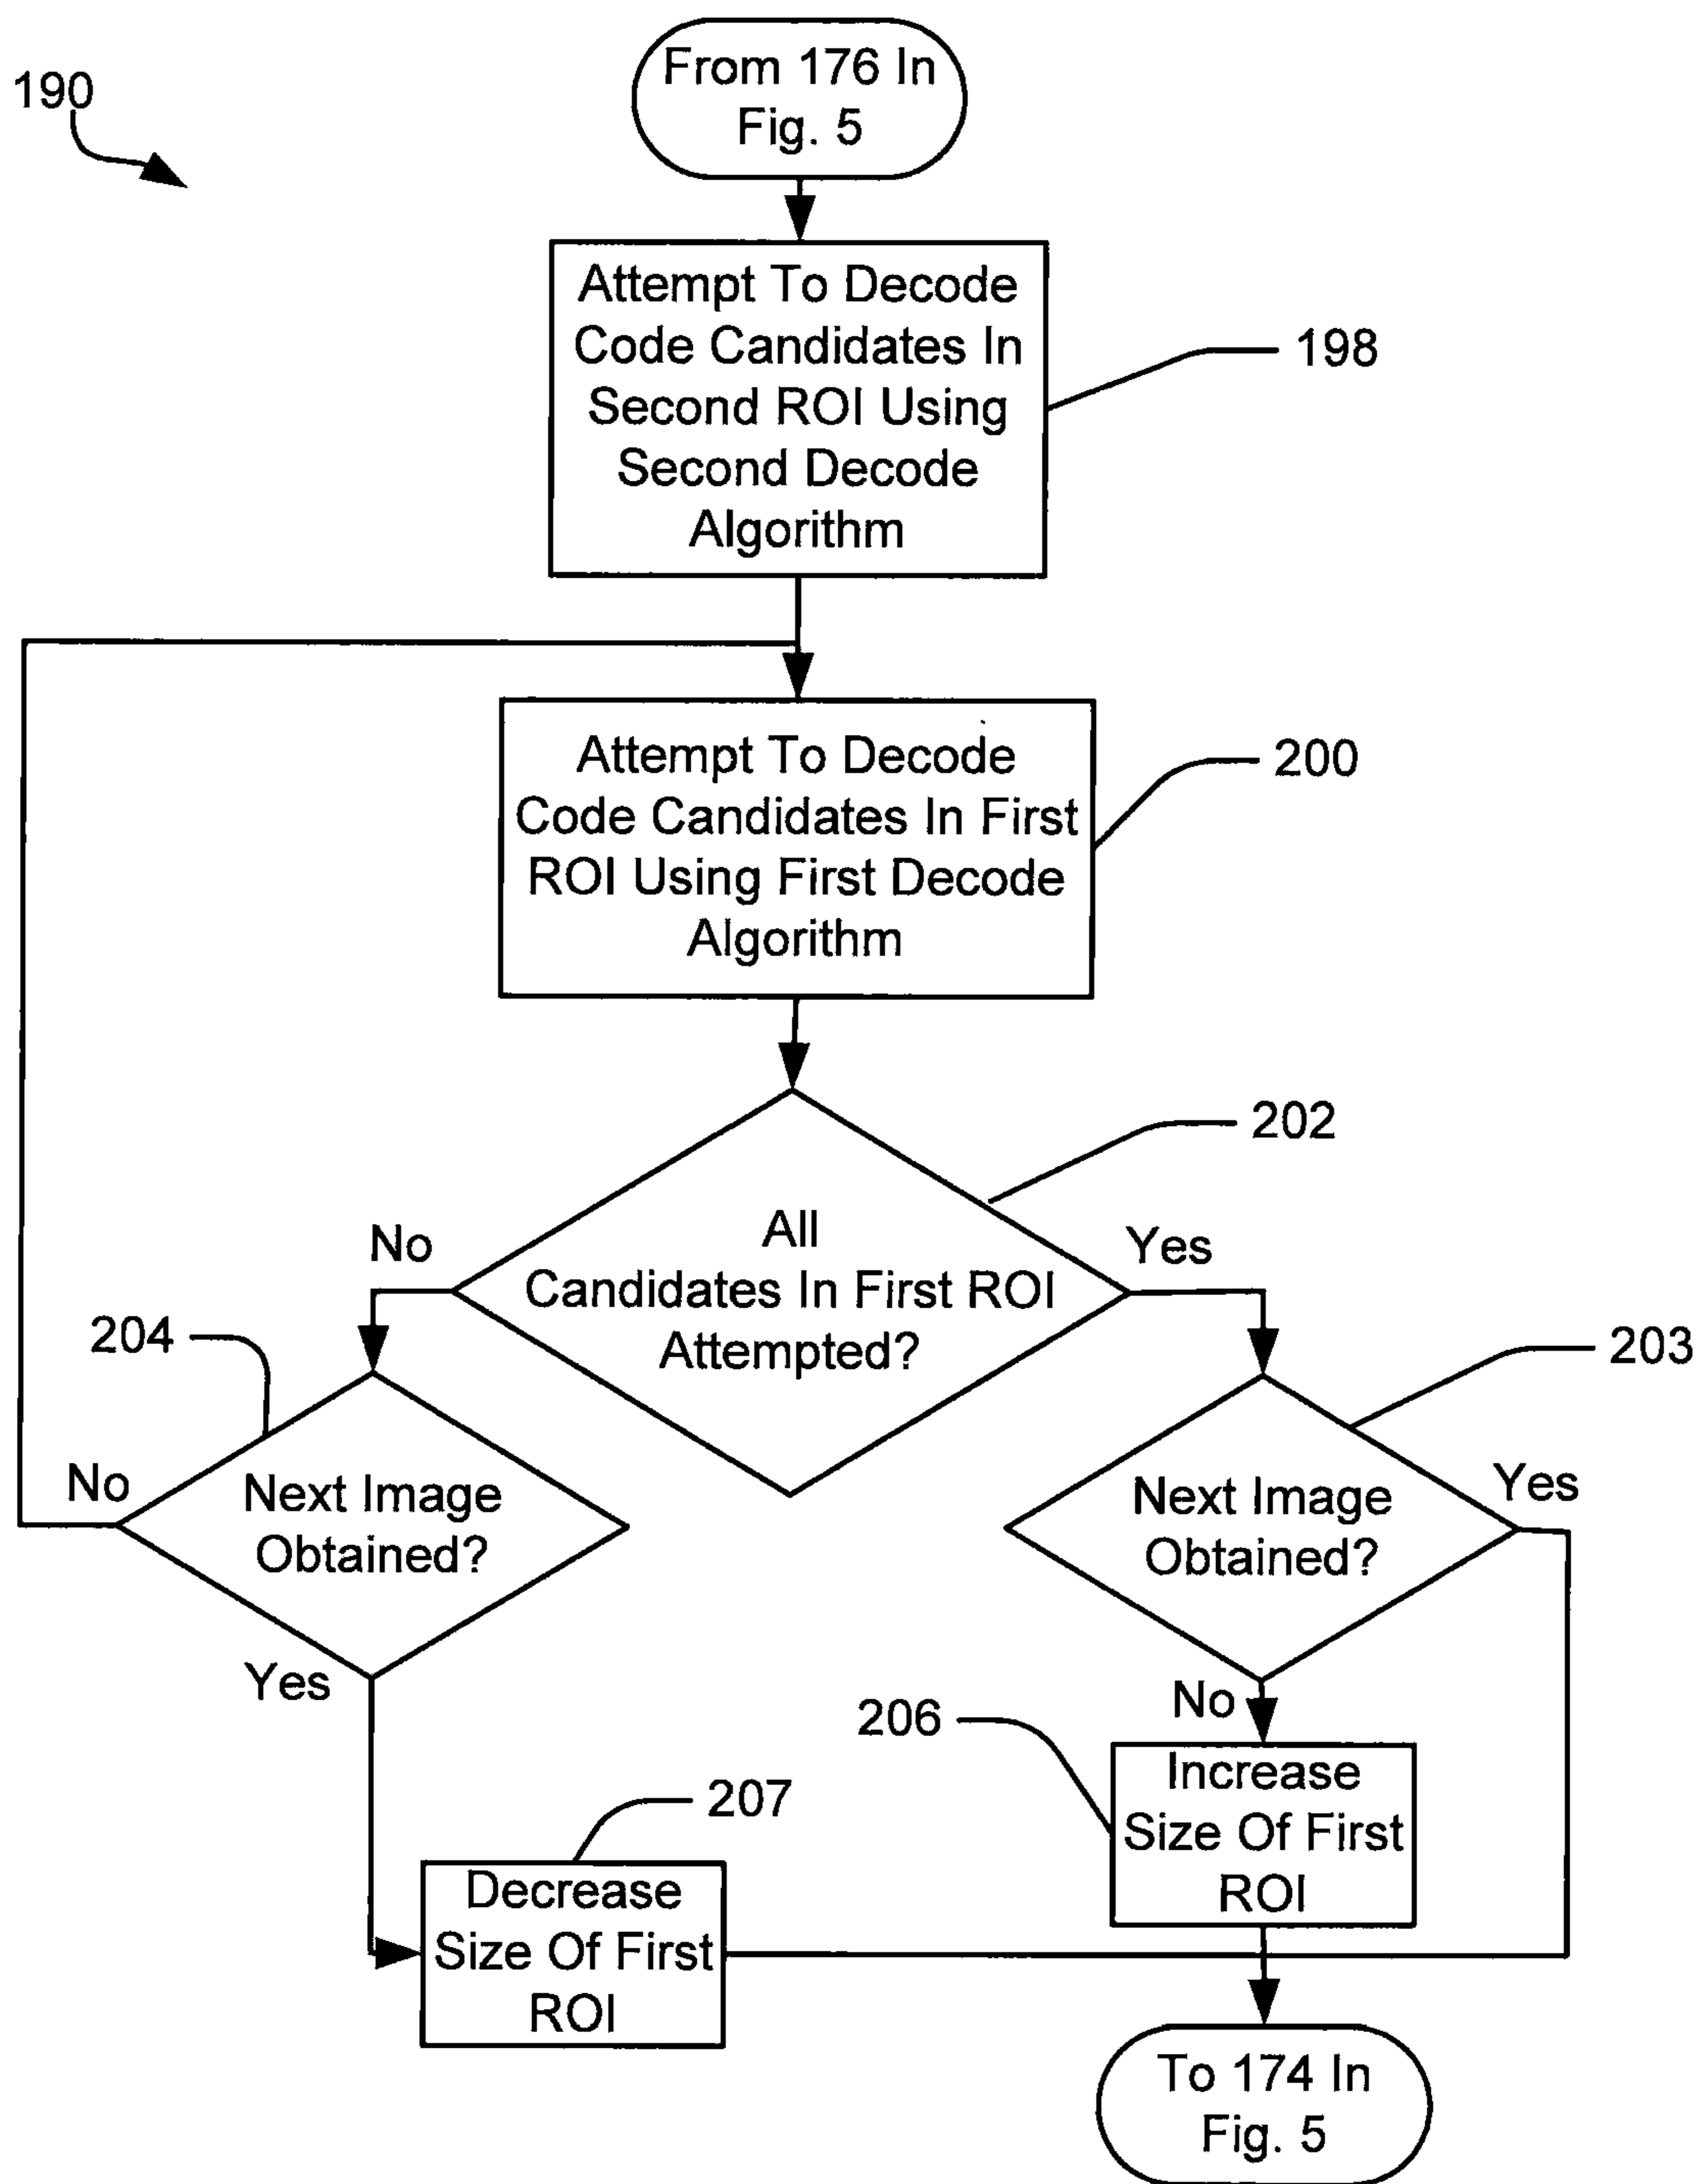 From 176 In
Fig. 5
190
Attempt To Decode
Code Candidates In
Second ROI Using
Second Decode
Algorithm
198
Attempt To Decode
Code Candidates In First
ROI Using First Decode
Algorithm
200
202
All
Candidates In First ROI
Attempted?
No
Yes
204
203
No
Next Image
Obtained?
Yes
Next Image
Obtained?
Yes
No
206
Increase
Size Of First
ROI
207
Decrease
Size Of First
ROI
To 174 In
Fig. 5